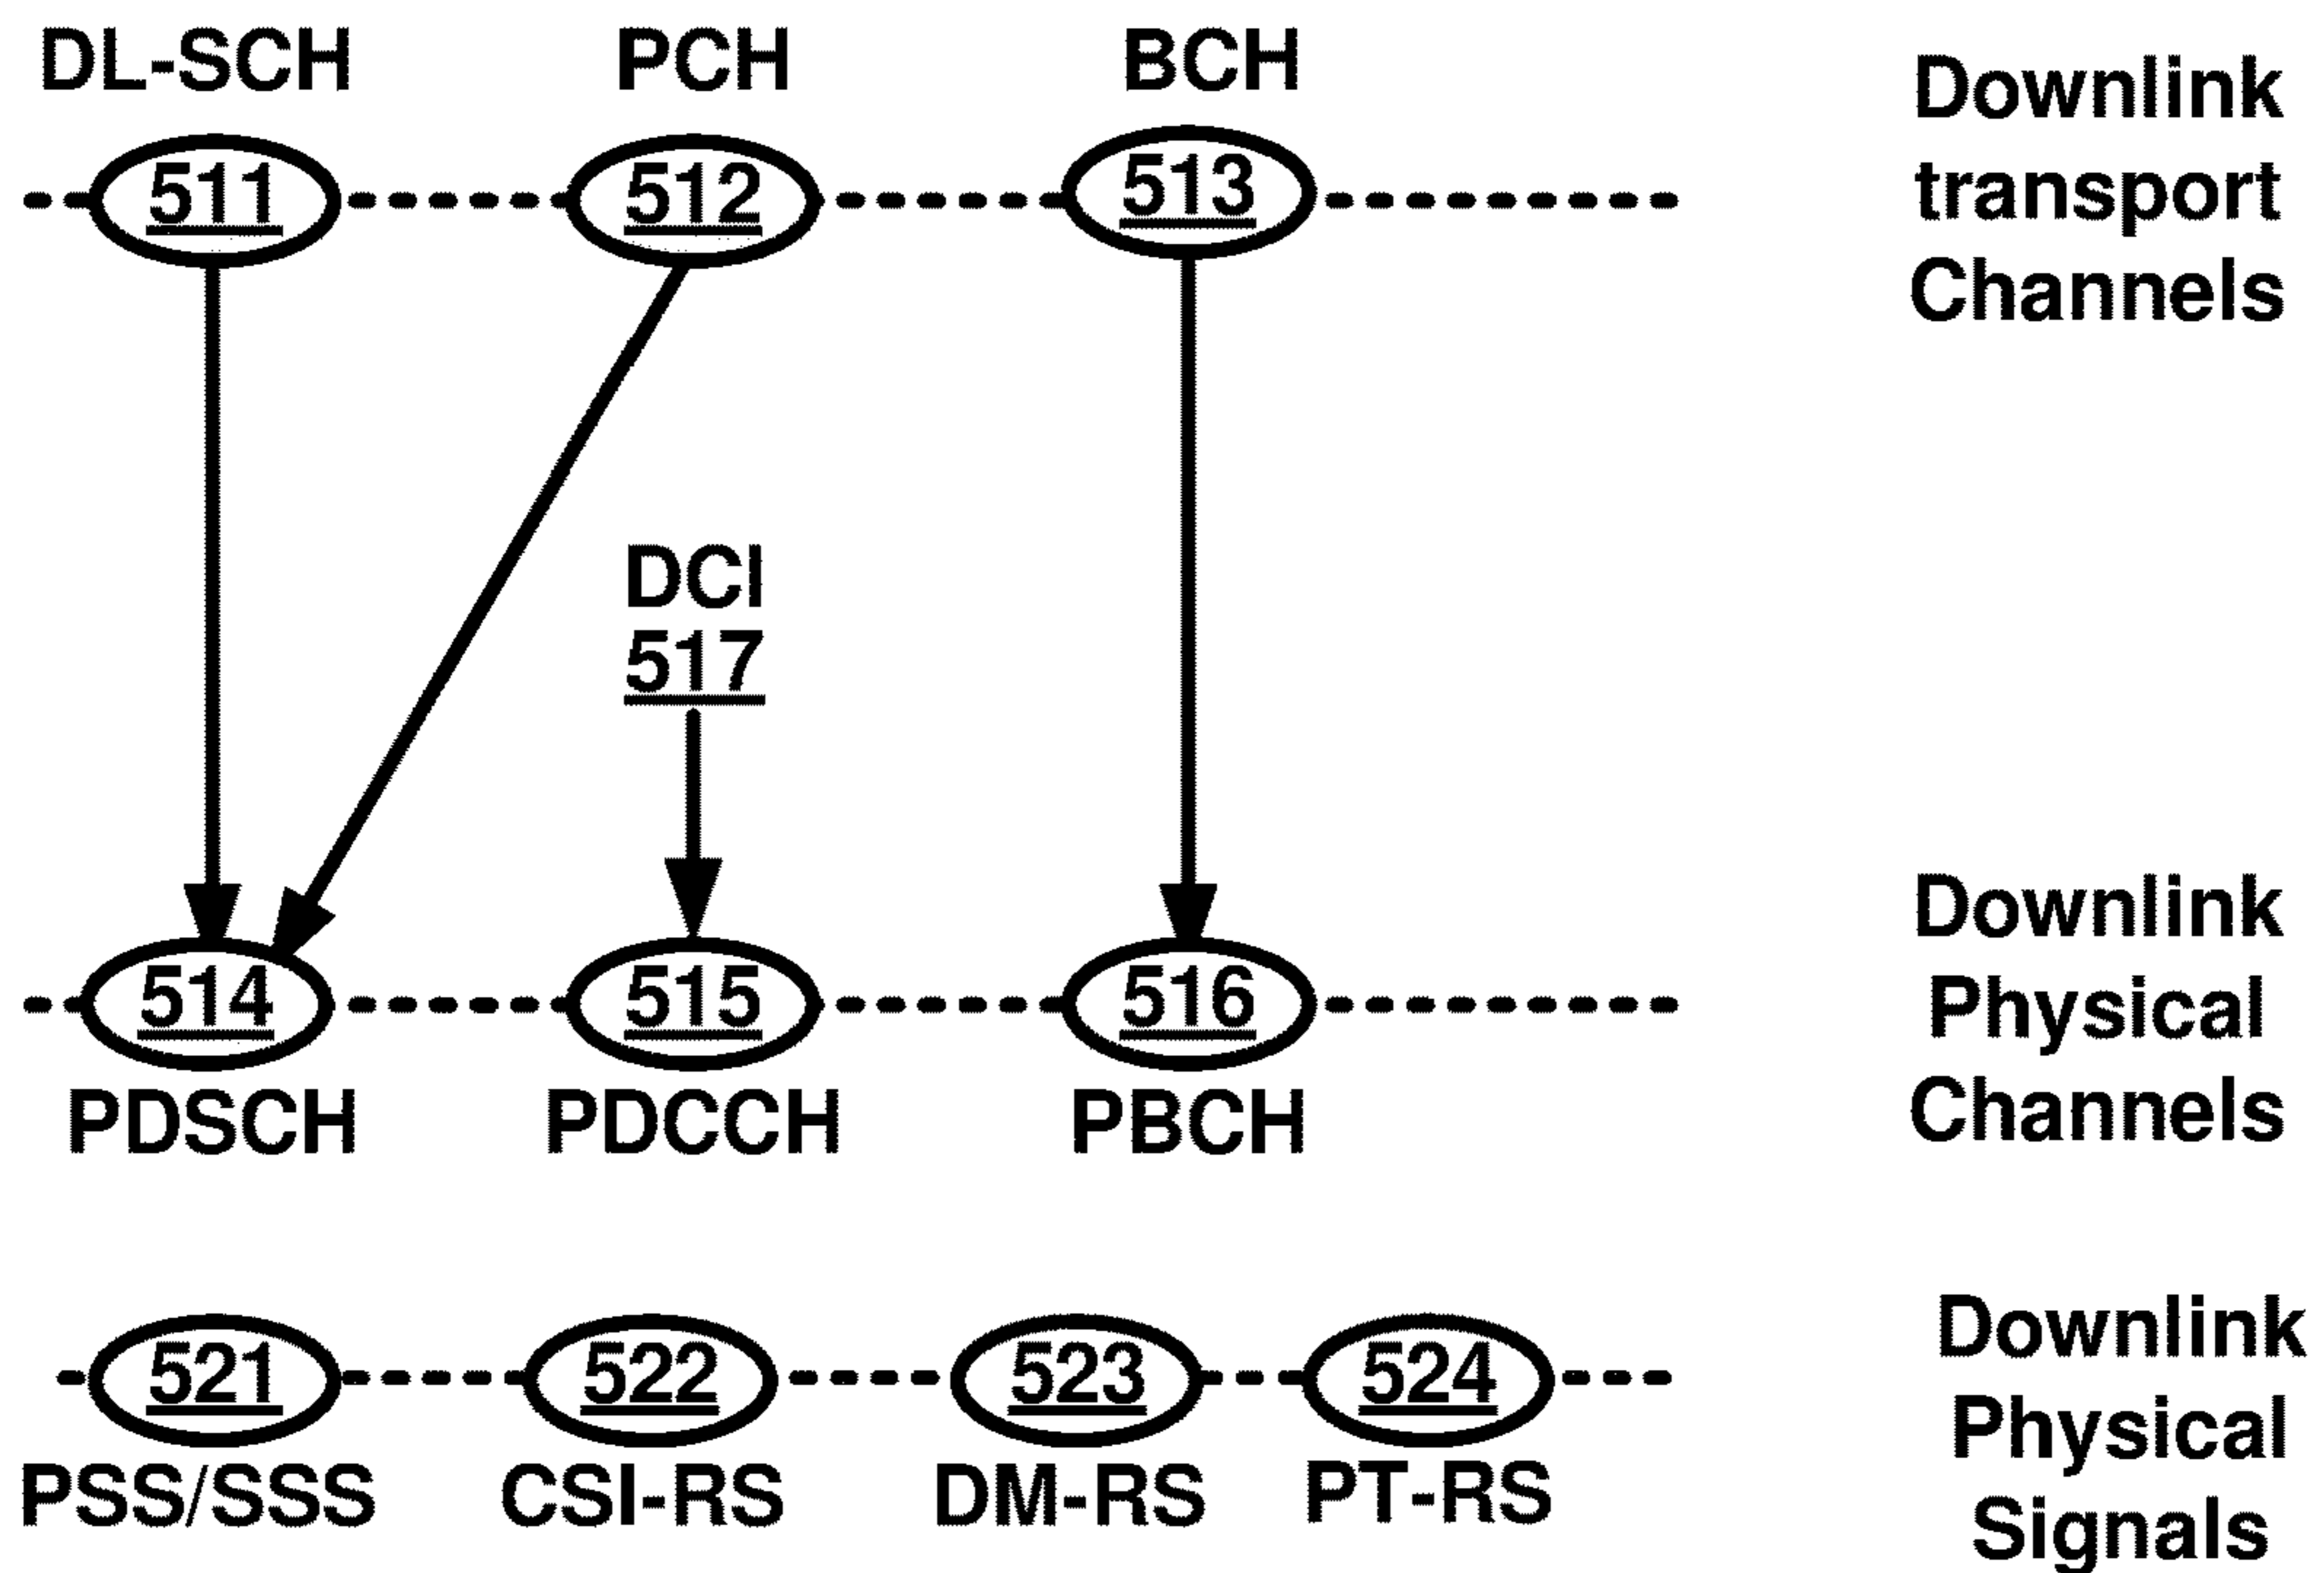 DL-SCH PCH BCH
511 512 513
Downlink
transport
Channels
DCI
517
514 515 516
PDSCH PDCCH PBCH
Downlink
Physical
Channels
521 522 523 524
PSS/SSS CSI-RS DM-RS PT-RS
Downlink
Physical
Signals